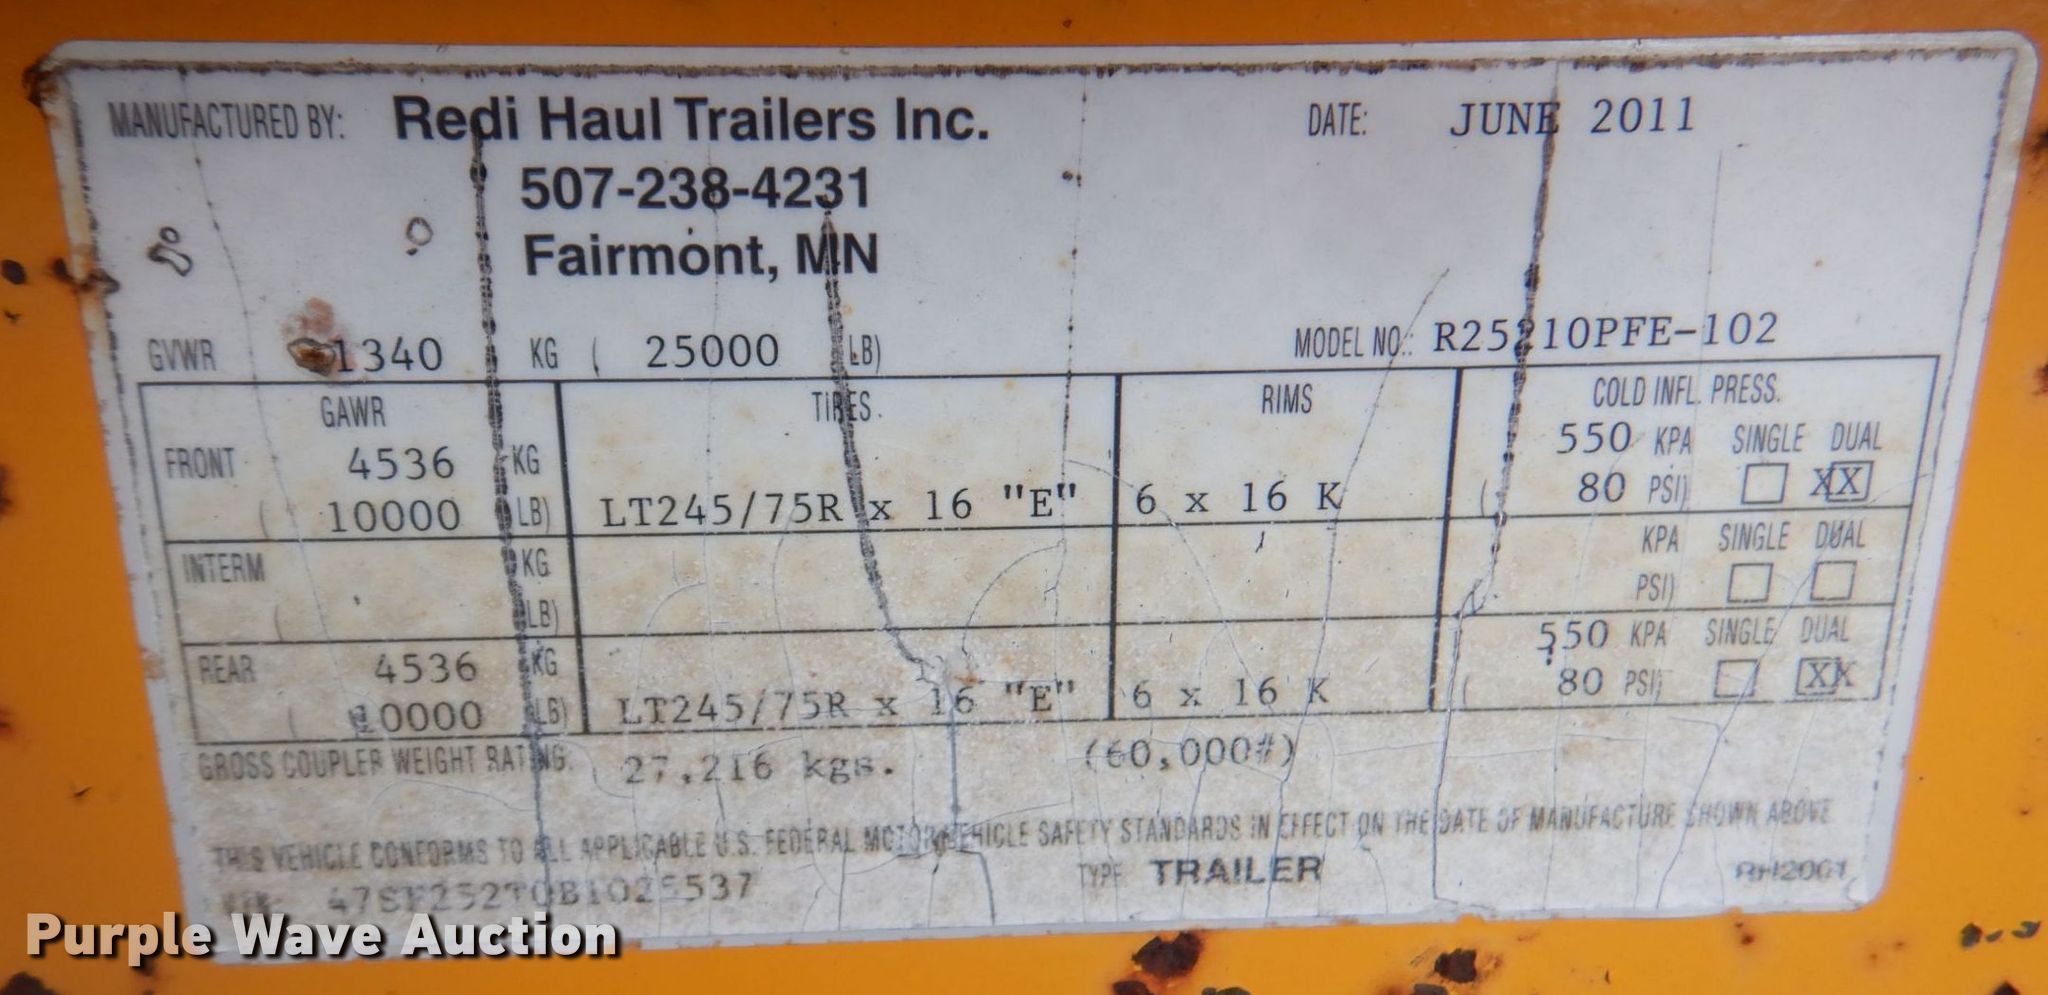 MANUFACTURED BY: Redi Haul Trailers Inc. DATE: JUNE 2011
507-238-4231
Fairmont, MN
GVWR 11340 KG ( 25000 LB) MODEL NO.: R25210PFE-102
GAWR TIRES RIMS COLD INFL. PRESS.
FRONT 4536 KG 550 KPA SINGLE DUAL
( 10000 LB) LT245/75R x 16 "E" 6 x 16 K ( 80 PSI) XX
INTERM KG KPA SINGLE DUAL
( LB) PSI)
REAR 4536 KG 550 KPA SINGLE DUAL
( 10000 LB) LT245/75R x 16 "E" 6 x 16 K ( 80 PSI) XX
GROSS COUPLER WEIGHT RATING: 27,216 kgs. (60,000#)
THIS VEHICLE CONFORMS TO ALL APPLICABLE U.S. FEDERAL MOTOR VEHICLE SAFETY STANDARDS IN EFFECT ON THE DATE OF MANUFACTURE SHOWN ABOVE
TYPE TRAILER RH2001
Purple Wave Auction